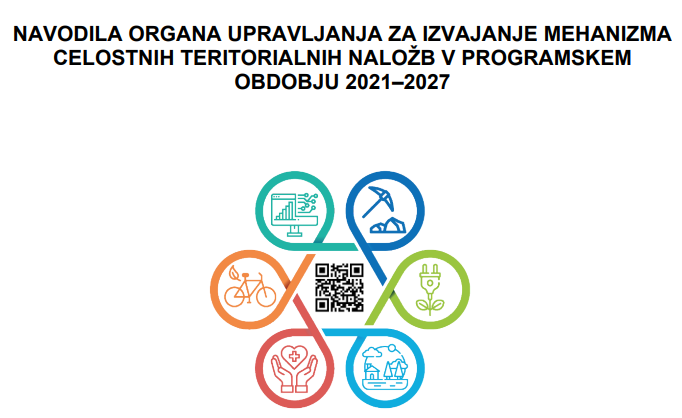 NAVODILA ORGANA UPRAVLJANJA ZA IZVAJANJE MEHANIZMA
CELOSTNIH TERITORIALNIH NALOŽB V PROGRAMSKEM
OBDOBJU 2021–2027